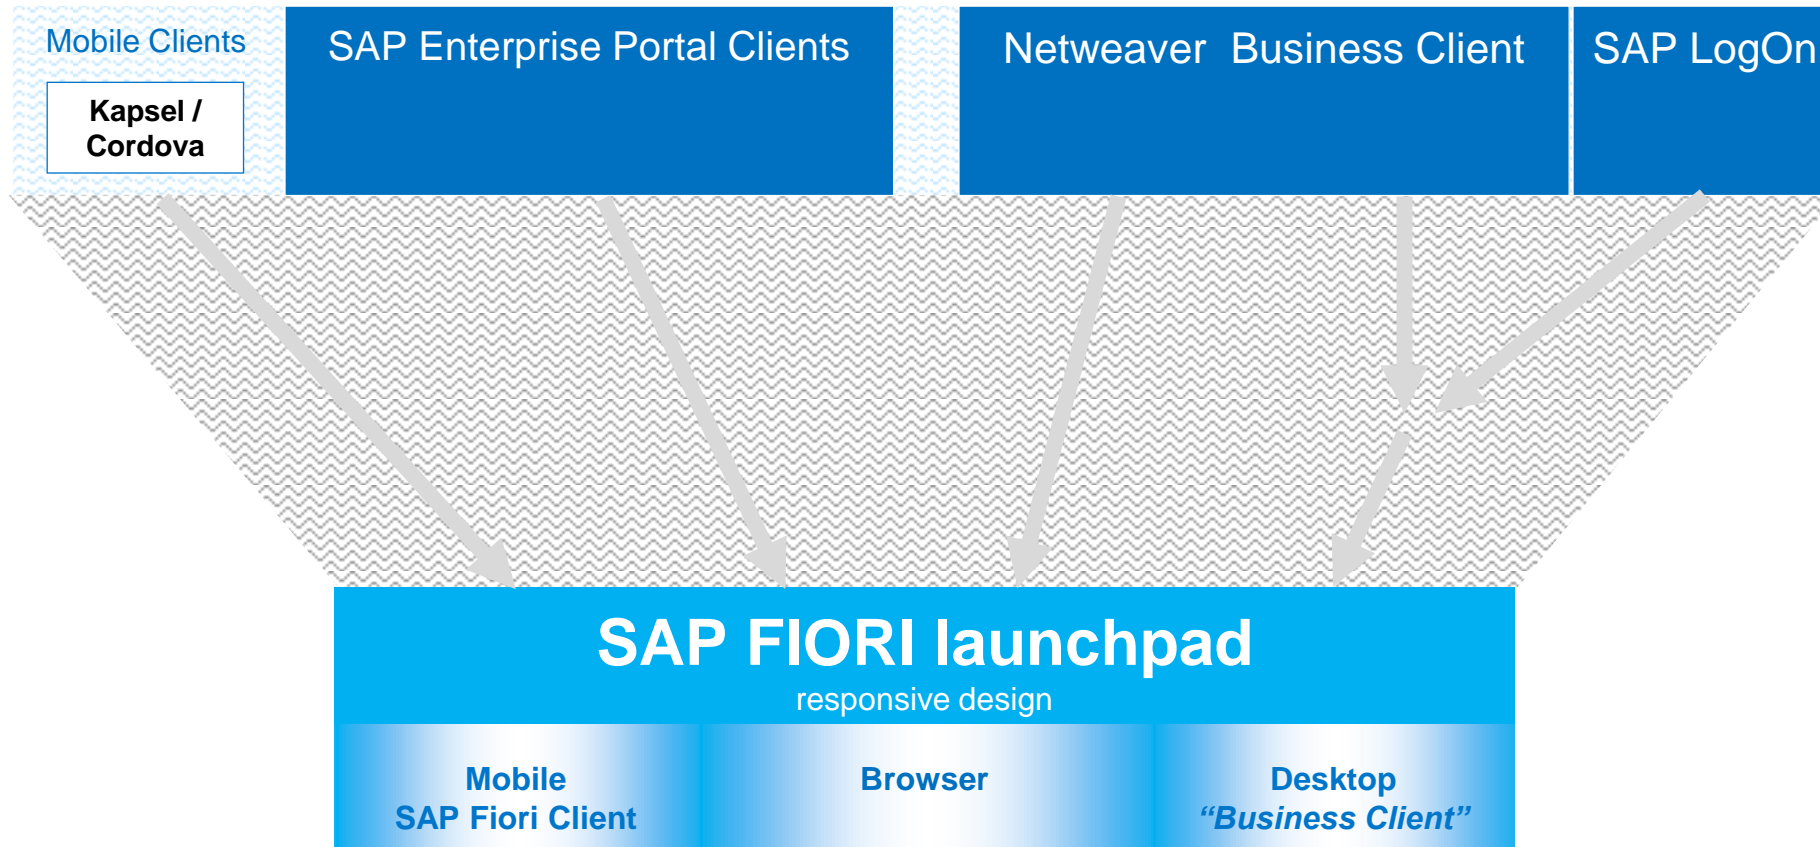 Mobile Clients
Kapsel /
Cordova
SAP Enterprise Portal Clients
Netweaver  Business Client
SAP LogOn
SAP FIORI launchpad
responsive design
Mobile
SAP Fiori Client
Browser
Desktop
“Business Client”